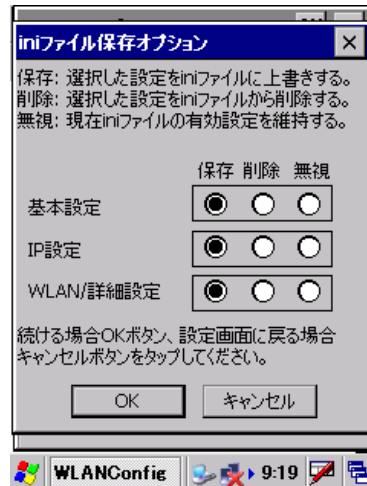 iniファイル保存オプション
保存: 選択した設定をiniファイルに上書きする。
削除: 選択した設定をiniファイルから削除する。
無視: 現在iniファイルの有効設定を維持する。
保存 削除 無視
基本設定
IP設定
WLAN/詳細設定
続ける場合OKボタン、設定画面に戻る場合
キャンセルボタンをタップしてください。
OK キャンセル
WLANConfig 9:19